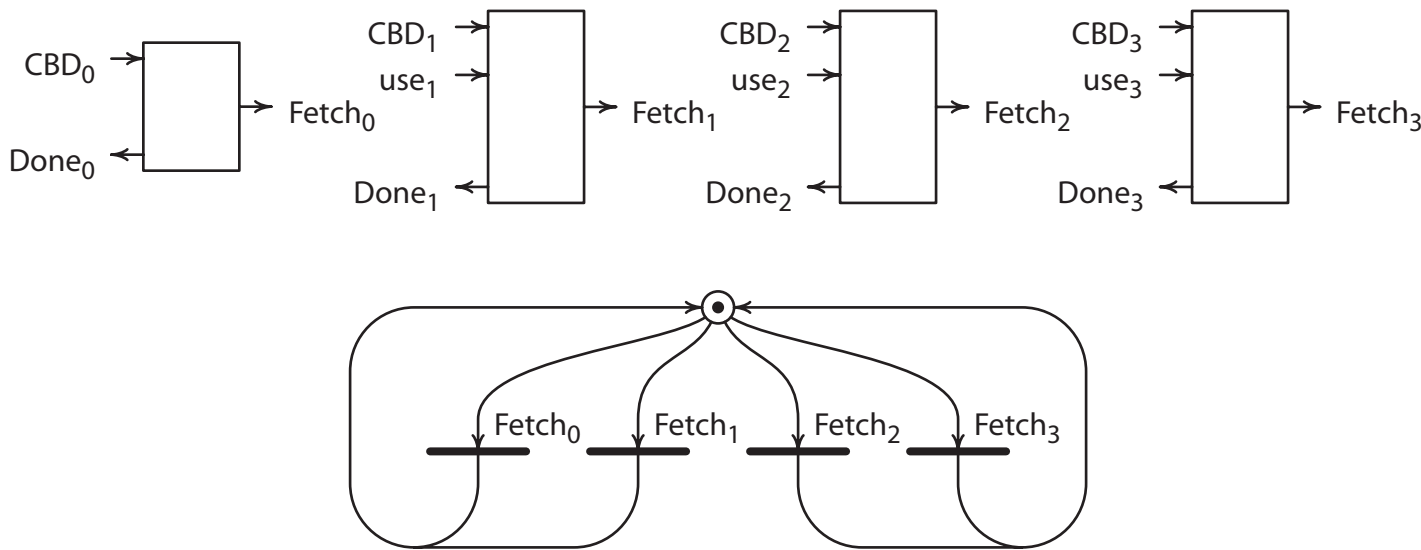 CBD₀
Done₀
Fetch₀
CBD₁
use₁
Done₁
Fetch₁
CBD₂
use₂
Done₂
Fetch₂
CBD₃
use₃
Done₃
Fetch₃
Fetch₀ Fetch₁ Fetch₂ Fetch₃